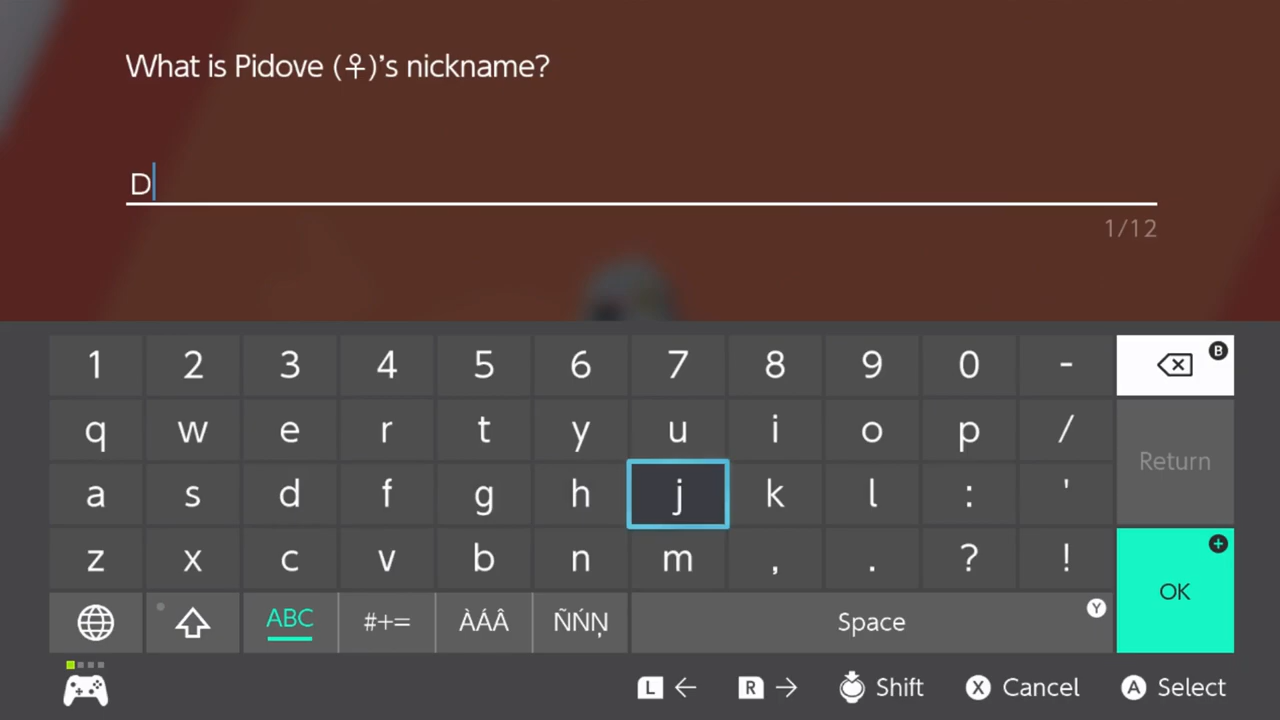 What is Pidove (♀)'s nickname?
D
1/12
1 2 3 4 5 6 7 8 9 0 - B
q w e r t y u i o p / Return
a s d f g h j k l : '
z x c v b n m , . ? ! + OK
ABC #+= ÀÁÂ ÑŃŅ Space Y
L ← R → Shift X Cancel A Select